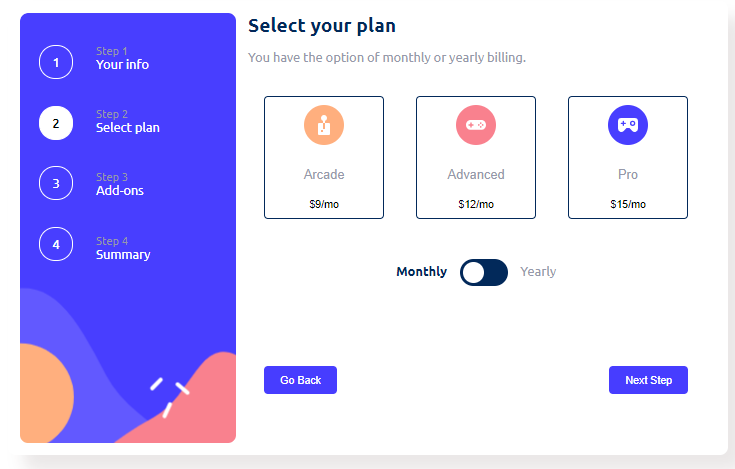 1
Step 1
Your info
2
Step 2
Select plan
3
Step 3
Add-ons
4
Step 4
Summary
Select your plan
You have the option of monthly or yearly billing.
Arcade
$9/mo
Advanced
$12/mo
Pro
$15/mo
Monthly
Yearly
Go Back
Next Step